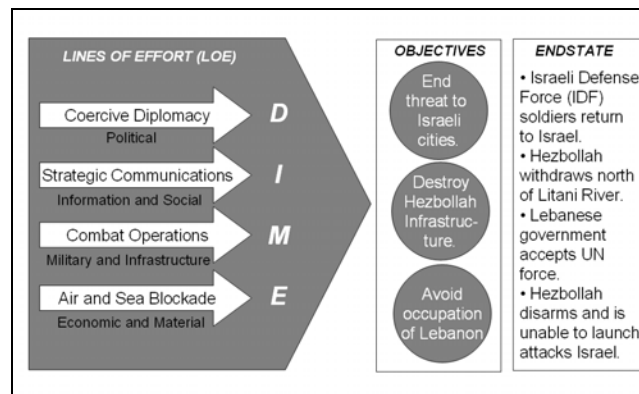 LINES OF EFFORT (LOE)
Coercive Diplomacy
Political
D
Strategic Communications
Information and Social
I
Combat Operations
Military and Infrastructure
M
Air and Sea Blockade
Economic and Material
E
OBJECTIVES
End
threat to
Israeli
cities.
Destroy
Hezbollah
Infrastruc-
ture.
Avoid
occupation
of Lebanon
ENDSTATE
• Israeli Defense
Force (IDF)
soldiers return
to Israel.
• Hezbollah
withdraws north
of Litani River.
• Lebanese
government
accepts UN
force.
• Hezbollah
disarms and is
unable to launch
attacks Israel.